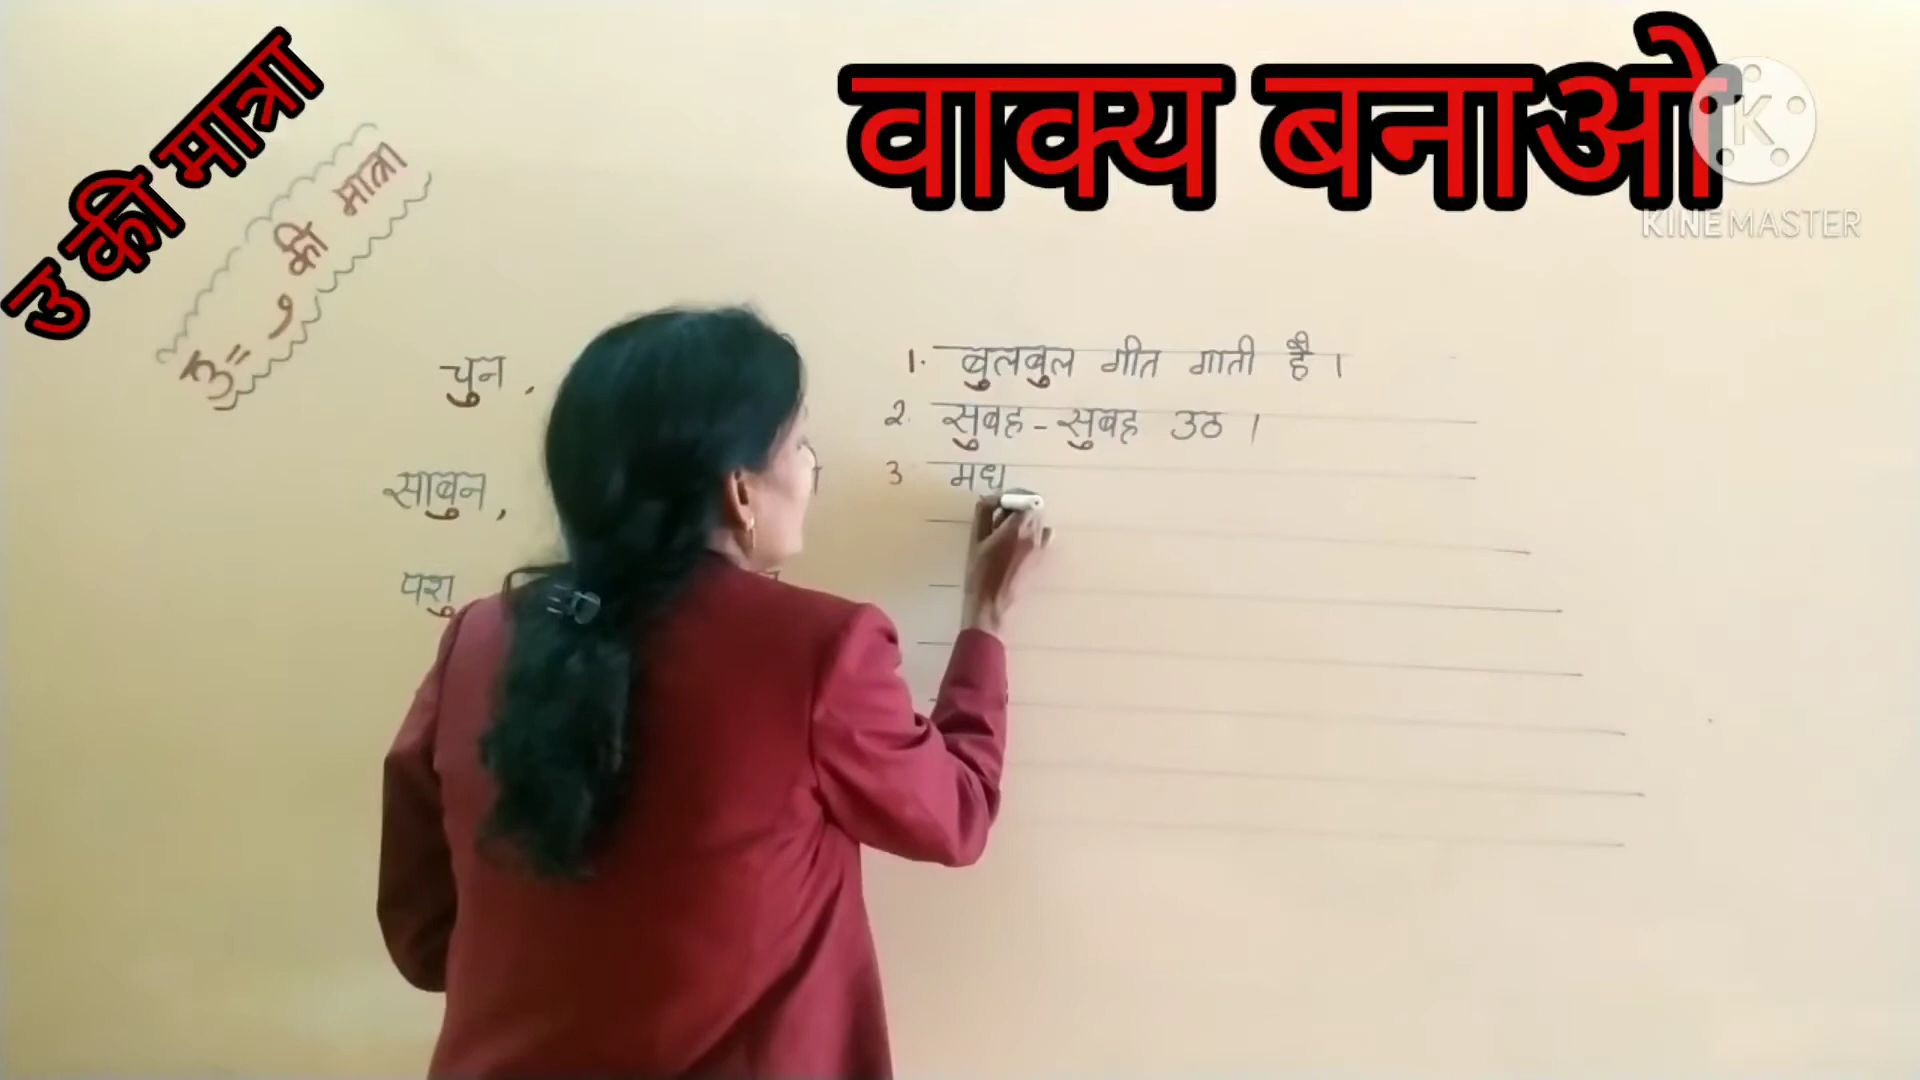 उ की मात्रा
वाक्य बनाओ
KINEMASTER
उ = ु की मात्रा
चुन ,
साबुन ,
पशु
1. बुलबुल गीत गाती है ।
2. सुबह - सुबह उठ ।
3 मध